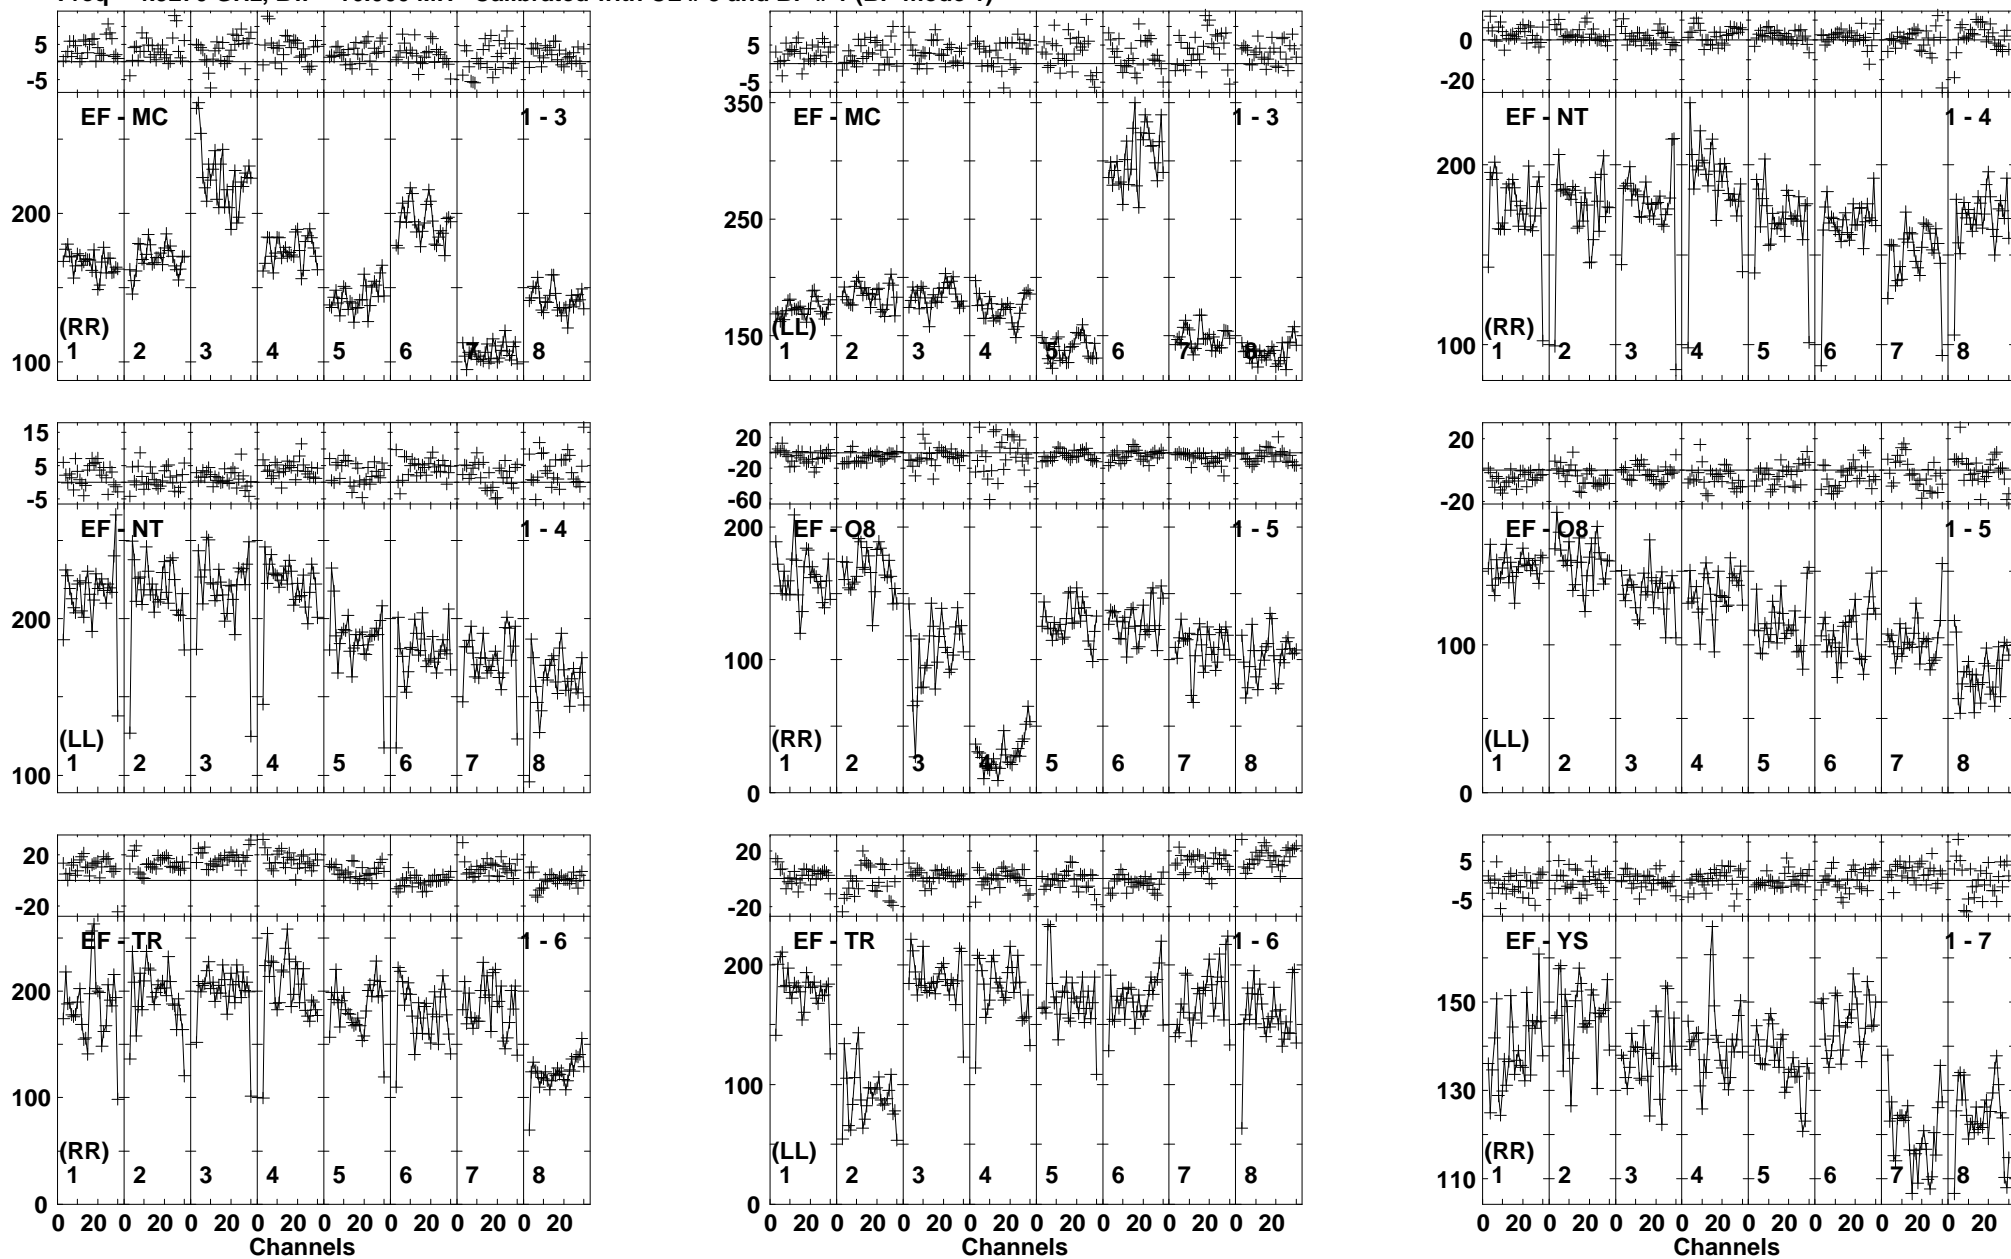 5 5 0
-5 -5 -20
EF - MC 1 - 3 350 EF - MC 1 - 3 EF - NT 1 - 4
200 250 200
(RR) 150 (LL) (RR)
100 1 2 3 4 5 6 7 8 1 2 3 4 5 6 7 8 100 1 2 3 4 5 6 7 8
15 20 20
5 -20
-5 -60 -20
EF - NT 1 - 4 200 EF - O8 1 - 5 EF - O8 1 - 5
200 100 100
(LL) (RR) (LL)
100 1 2 3 4 5 6 7 8 0 1 2 3 4 5 6 7 8 0 1 2 3 4 5 6 7 8
20 20 5
-20 -20 -5
EF - TR 1 - 6 EF - TR 1 - 6 EF - YS 1 - 7
200 200 150
100 100 130
(RR) (LL) (RR)
0 1 2 3 4 5 6 7 8 0 1 2 3 4 5 6 7 8 110 1 2 3 4 5 6 7 8
0 20 0 20 0 20 0 20 0 20 0 20 0 20 0 20 0 20 0 20 0 20 0 20 0 20 0 20 0 20 0 20 0 20 0 20 0 20 0 20 0 20 0 20 0 20 0 20
Channels Channels Channels